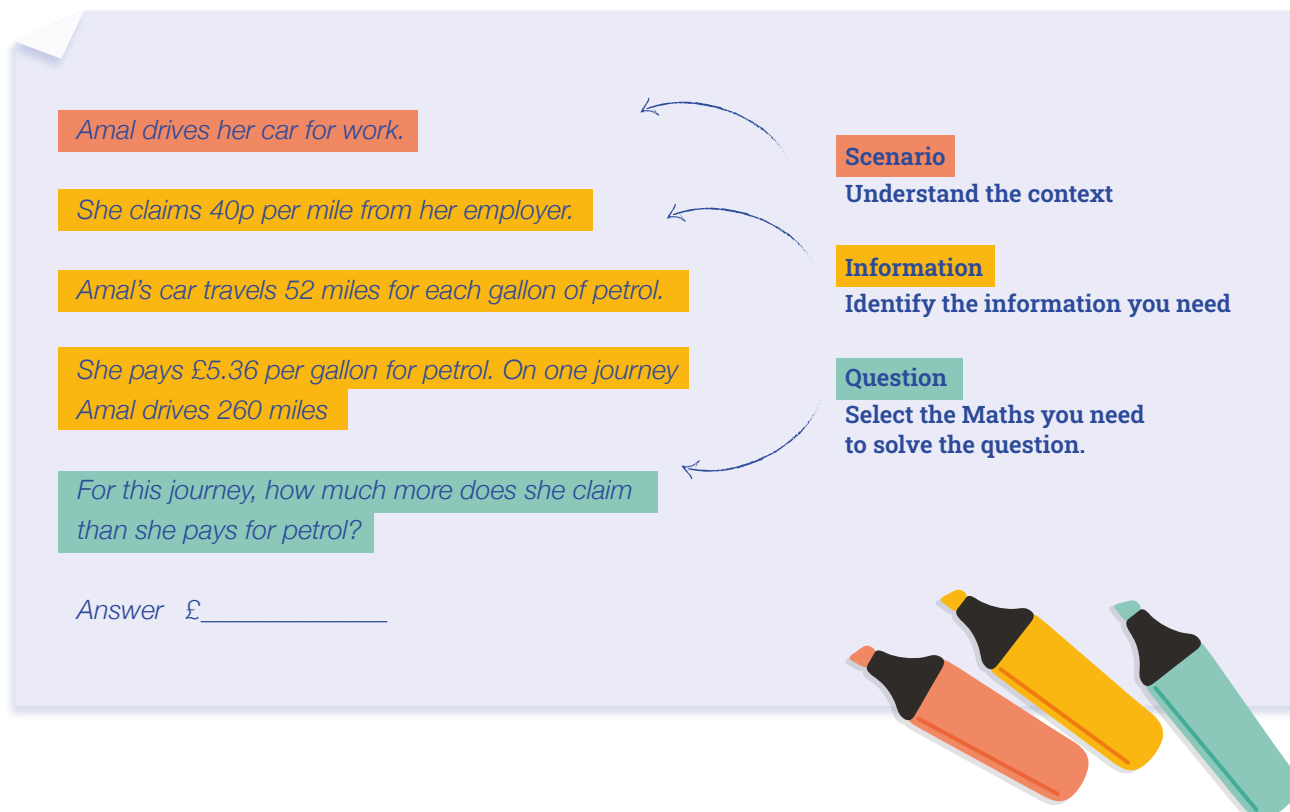 Amal drives her car for work.
She claims 40p per mile from her employer.
Amal's car travels 52 miles for each gallon of petrol.
She pays £5.36 per gallon for petrol. On one journey
Amal drives 260 miles
For this journey, how much more does she claim
than she pays for petrol?
Answer £______________
Scenario
Understand the context
Information
Identify the information you need
Question
Select the Maths you need
to solve the question.